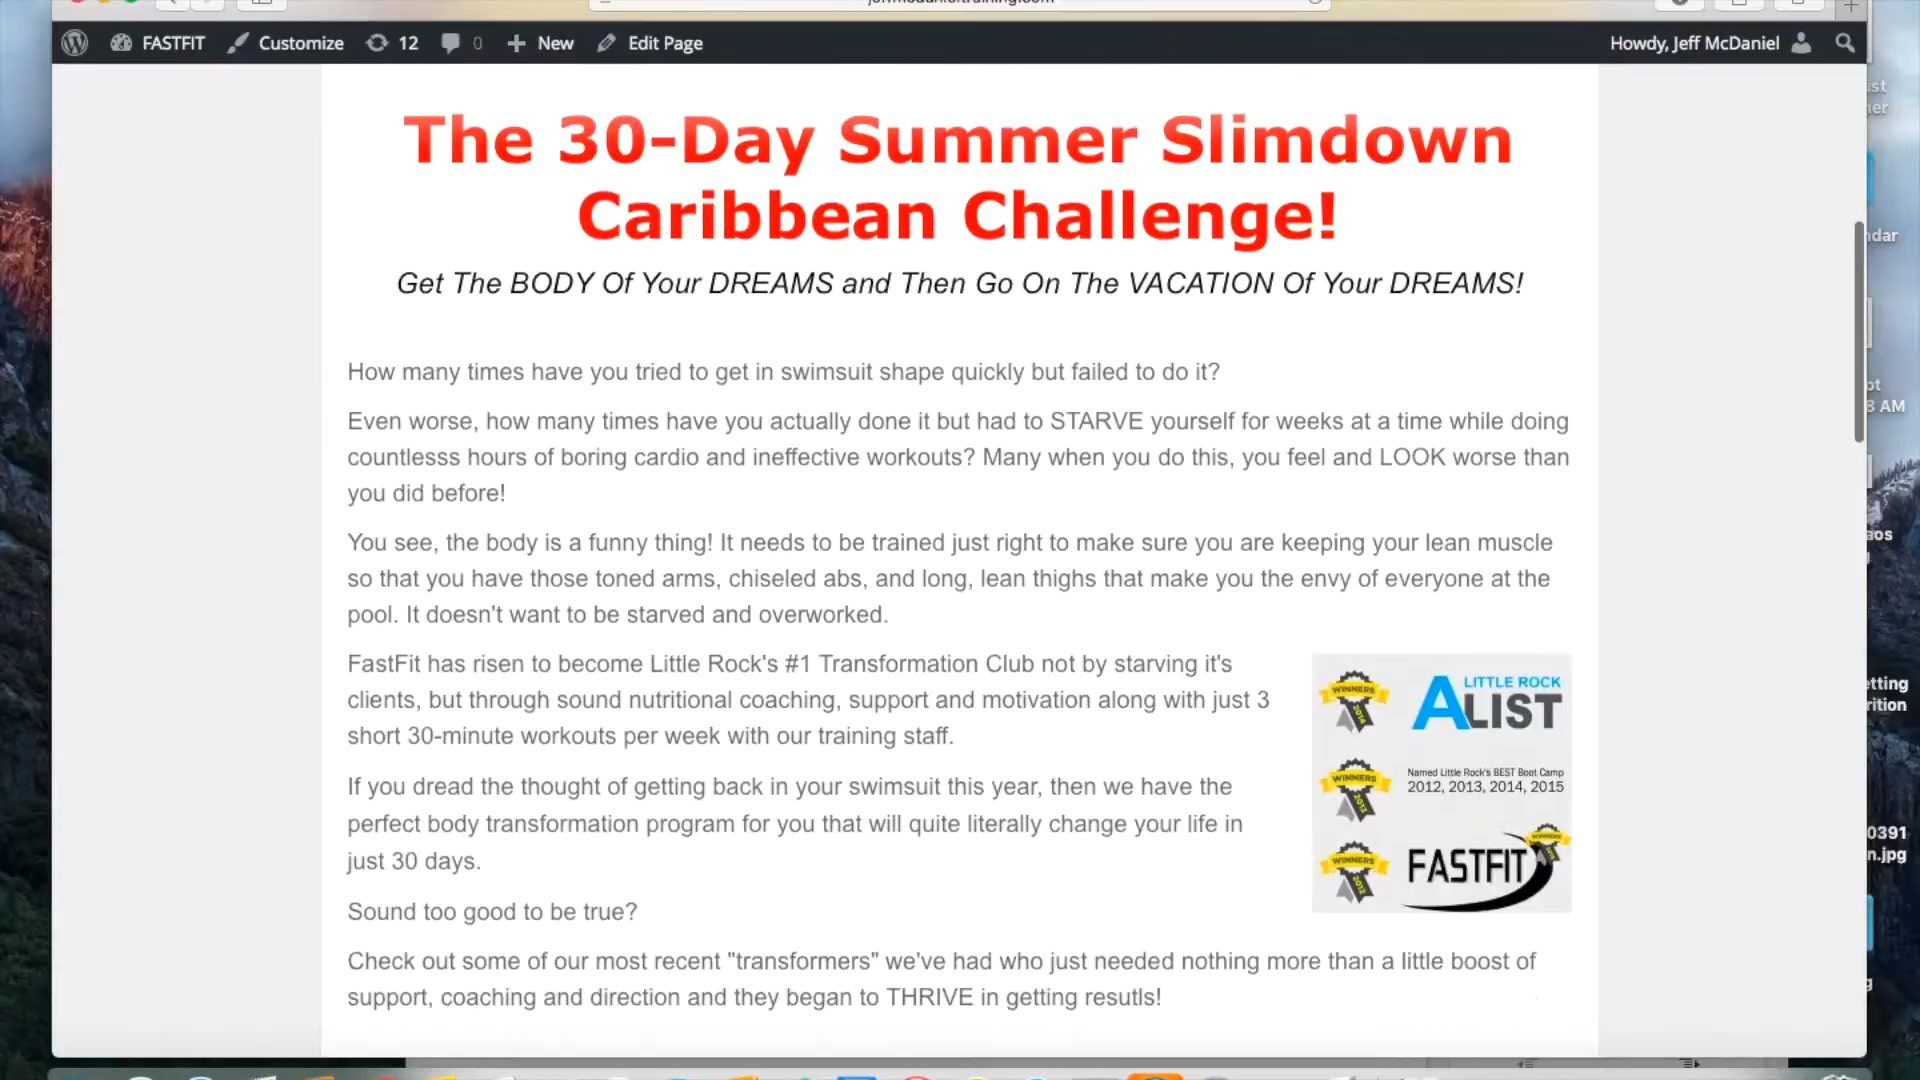 FASTFIT Customize 12 0 New Edit Page Howdy, Jeff McDaniel
The 30-Day Summer Slimdown
Caribbean Challenge!
Get The BODY Of Your DREAMS and Then Go On The VACATION Of Your DREAMS!
How many times have you tried to get in swimsuit shape quickly but failed to do it?
Even worse, how many times have you actually done it but had to STARVE yourself for weeks at a time while doing
countlesss hours of boring cardio and ineffective workouts? Many when you do this, you feel and LOOK worse than
you did before!
You see, the body is a funny thing! It needs to be trained just right to make sure you are keeping your lean muscle
so that you have those toned arms, chiseled abs, and long, lean thighs that make you the envy of everyone at the
pool. It doesn't want to be starved and overworked.
FastFit has risen to become Little Rock's #1 Transformation Club not by starving it's
clients, but through sound nutritional coaching, support and motivation along with just 3
short 30-minute workouts per week with our training staff.
If you dread the thought of getting back in your swimsuit this year, then we have the
perfect body transformation program for you that will quite literally change your life in
just 30 days.
Sound too good to be true?
Check out some of our most recent "transformers" we've had who just needed nothing more than a little boost of
support, coaching and direction and they began to THRIVE in getting resutls!
WINNERS
2014
LITTLE ROCK
ALIST
WINNERS
2013
Named Little Rock's BEST Boot Camp
2012, 2013, 2014, 2015
WINNERS
2012
FASTFIT
WINNERS
8 AM
0391
n.jpg